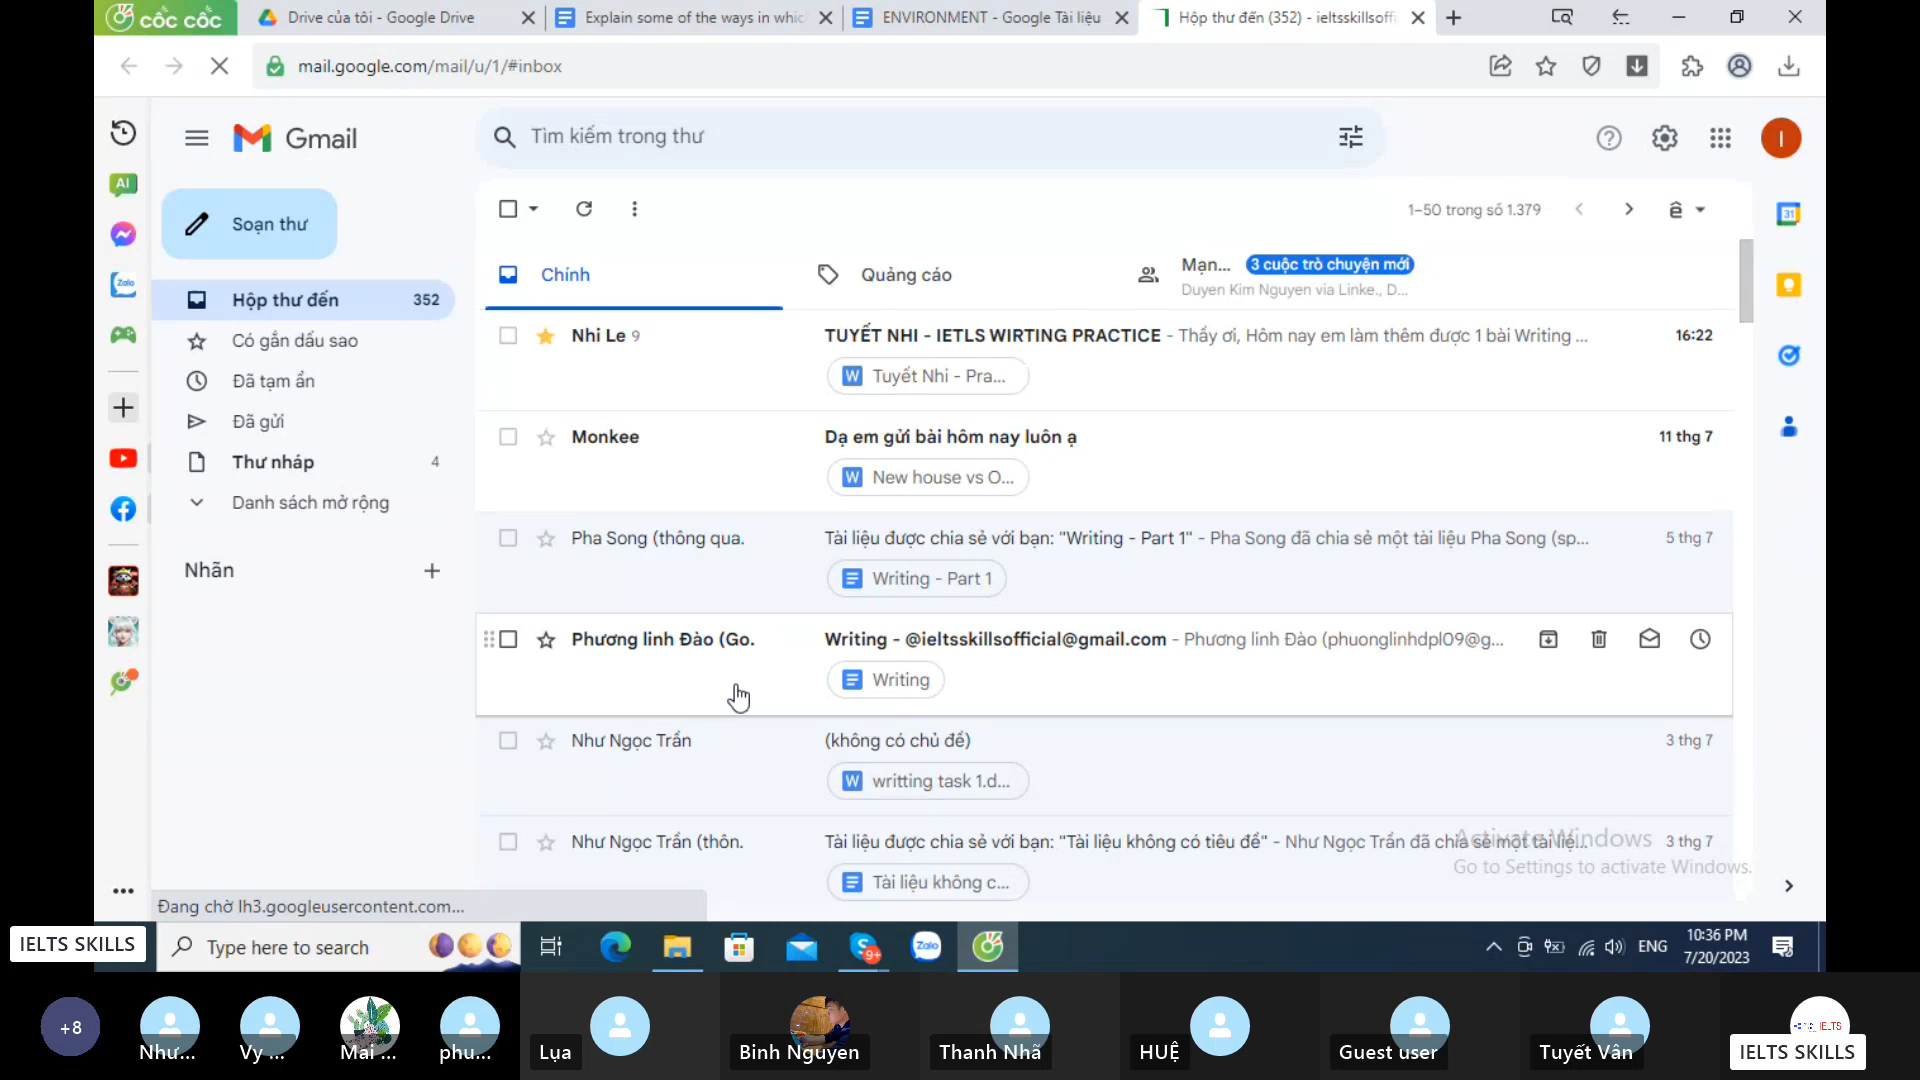 cốc cốc
Drive của tôi - Google Drive
Explain some of the ways in whic
ENVIRONMENT - Google Tài liệu
Hộp thư đến (352) - ieltsskillsoffi
mail.google.com/mail/u/1/#inbox
Gmail
Tìm kiếm trong thư
AI
Soạn thư
1–50 trong số 1.379
ê
31
Chính
Quảng cáo
Mạn...
3 cuộc trò chuyện mới
Duyen Kim Nguyen via Linke., D...
Zalo
Hộp thư đến 352
Có gắn dấu sao
Đã tạm ẩn
Đã gửi
Thư nháp 4
Danh sách mở rộng
Nhãn
Nhi Le 9
TUYẾT NHI - IETLS WIRTING PRACTICE - Thầy ơi, Hôm nay em làm thêm được 1 bài Writing ...
16:22
Tuyết Nhi - Pra...
Monkee
Dạ em gửi bài hôm nay luôn ạ
11 thg 7
New house vs O...
Pha Song (thông qua.
Tài liệu được chia sẻ với bạn: "Writing - Part 1" - Pha Song đã chia sẻ một tài liệu Pha Song (sp...
5 thg 7
Writing - Part 1
Phương linh Đào (Go.
Writing - @ieltsskillsofficial@gmail.com - Phương linh Đào (phuonglinhdpl09@g...
Writing
Như Ngọc Trần
(không có chủ đề)
3 thg 7
writting task 1.d...
Như Ngọc Trần (thôn.
Tài liệu được chia sẻ với bạn: "Tài liệu không có tiêu đề" - Như Ngọc Trần đã chia sẻ một tài liệ...
3 thg 7
Tài liệu không c...
Activate Windows
Go to Settings to activate Windows.
Đang chờ lh3.googleusercontent.com...
IELTS SKILLS
Type here to search
9+
Zalo
ENG
10:36 PM
7/20/2023
+8
Như...
Vy ...
Mai ...
phu...
Lụa
Binh Nguyen
Thanh Nhã
HUỆ
Guest user
Tuyết Vân
IELTS SKILLS